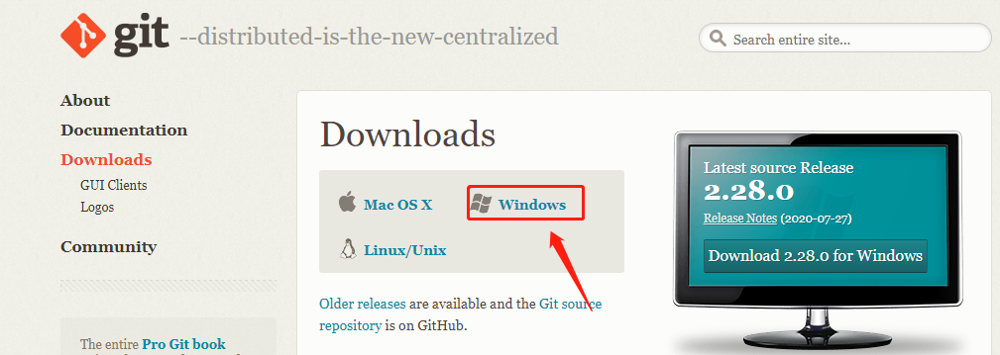 git --distributed-is-the-new-centralized
Search entire site...
About
Documentation
Downloads
GUI Clients
Logos
Community
The entire Pro Git book
Downloads
Mac OS X
Windows
Linux/Unix
Older releases are available and the Git source
repository is on GitHub.
Latest source Release
2.28.0
Release Notes (2020-07-27)
Download 2.28.0 for Windows